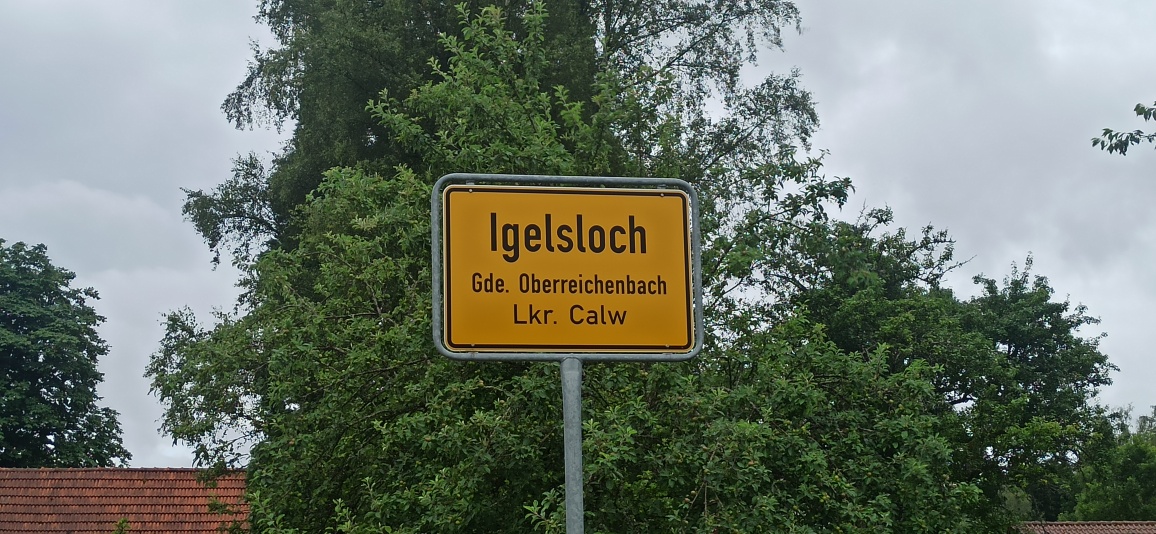 Igelsloch
Gde. Oberreichenbach
Lkr. Calw